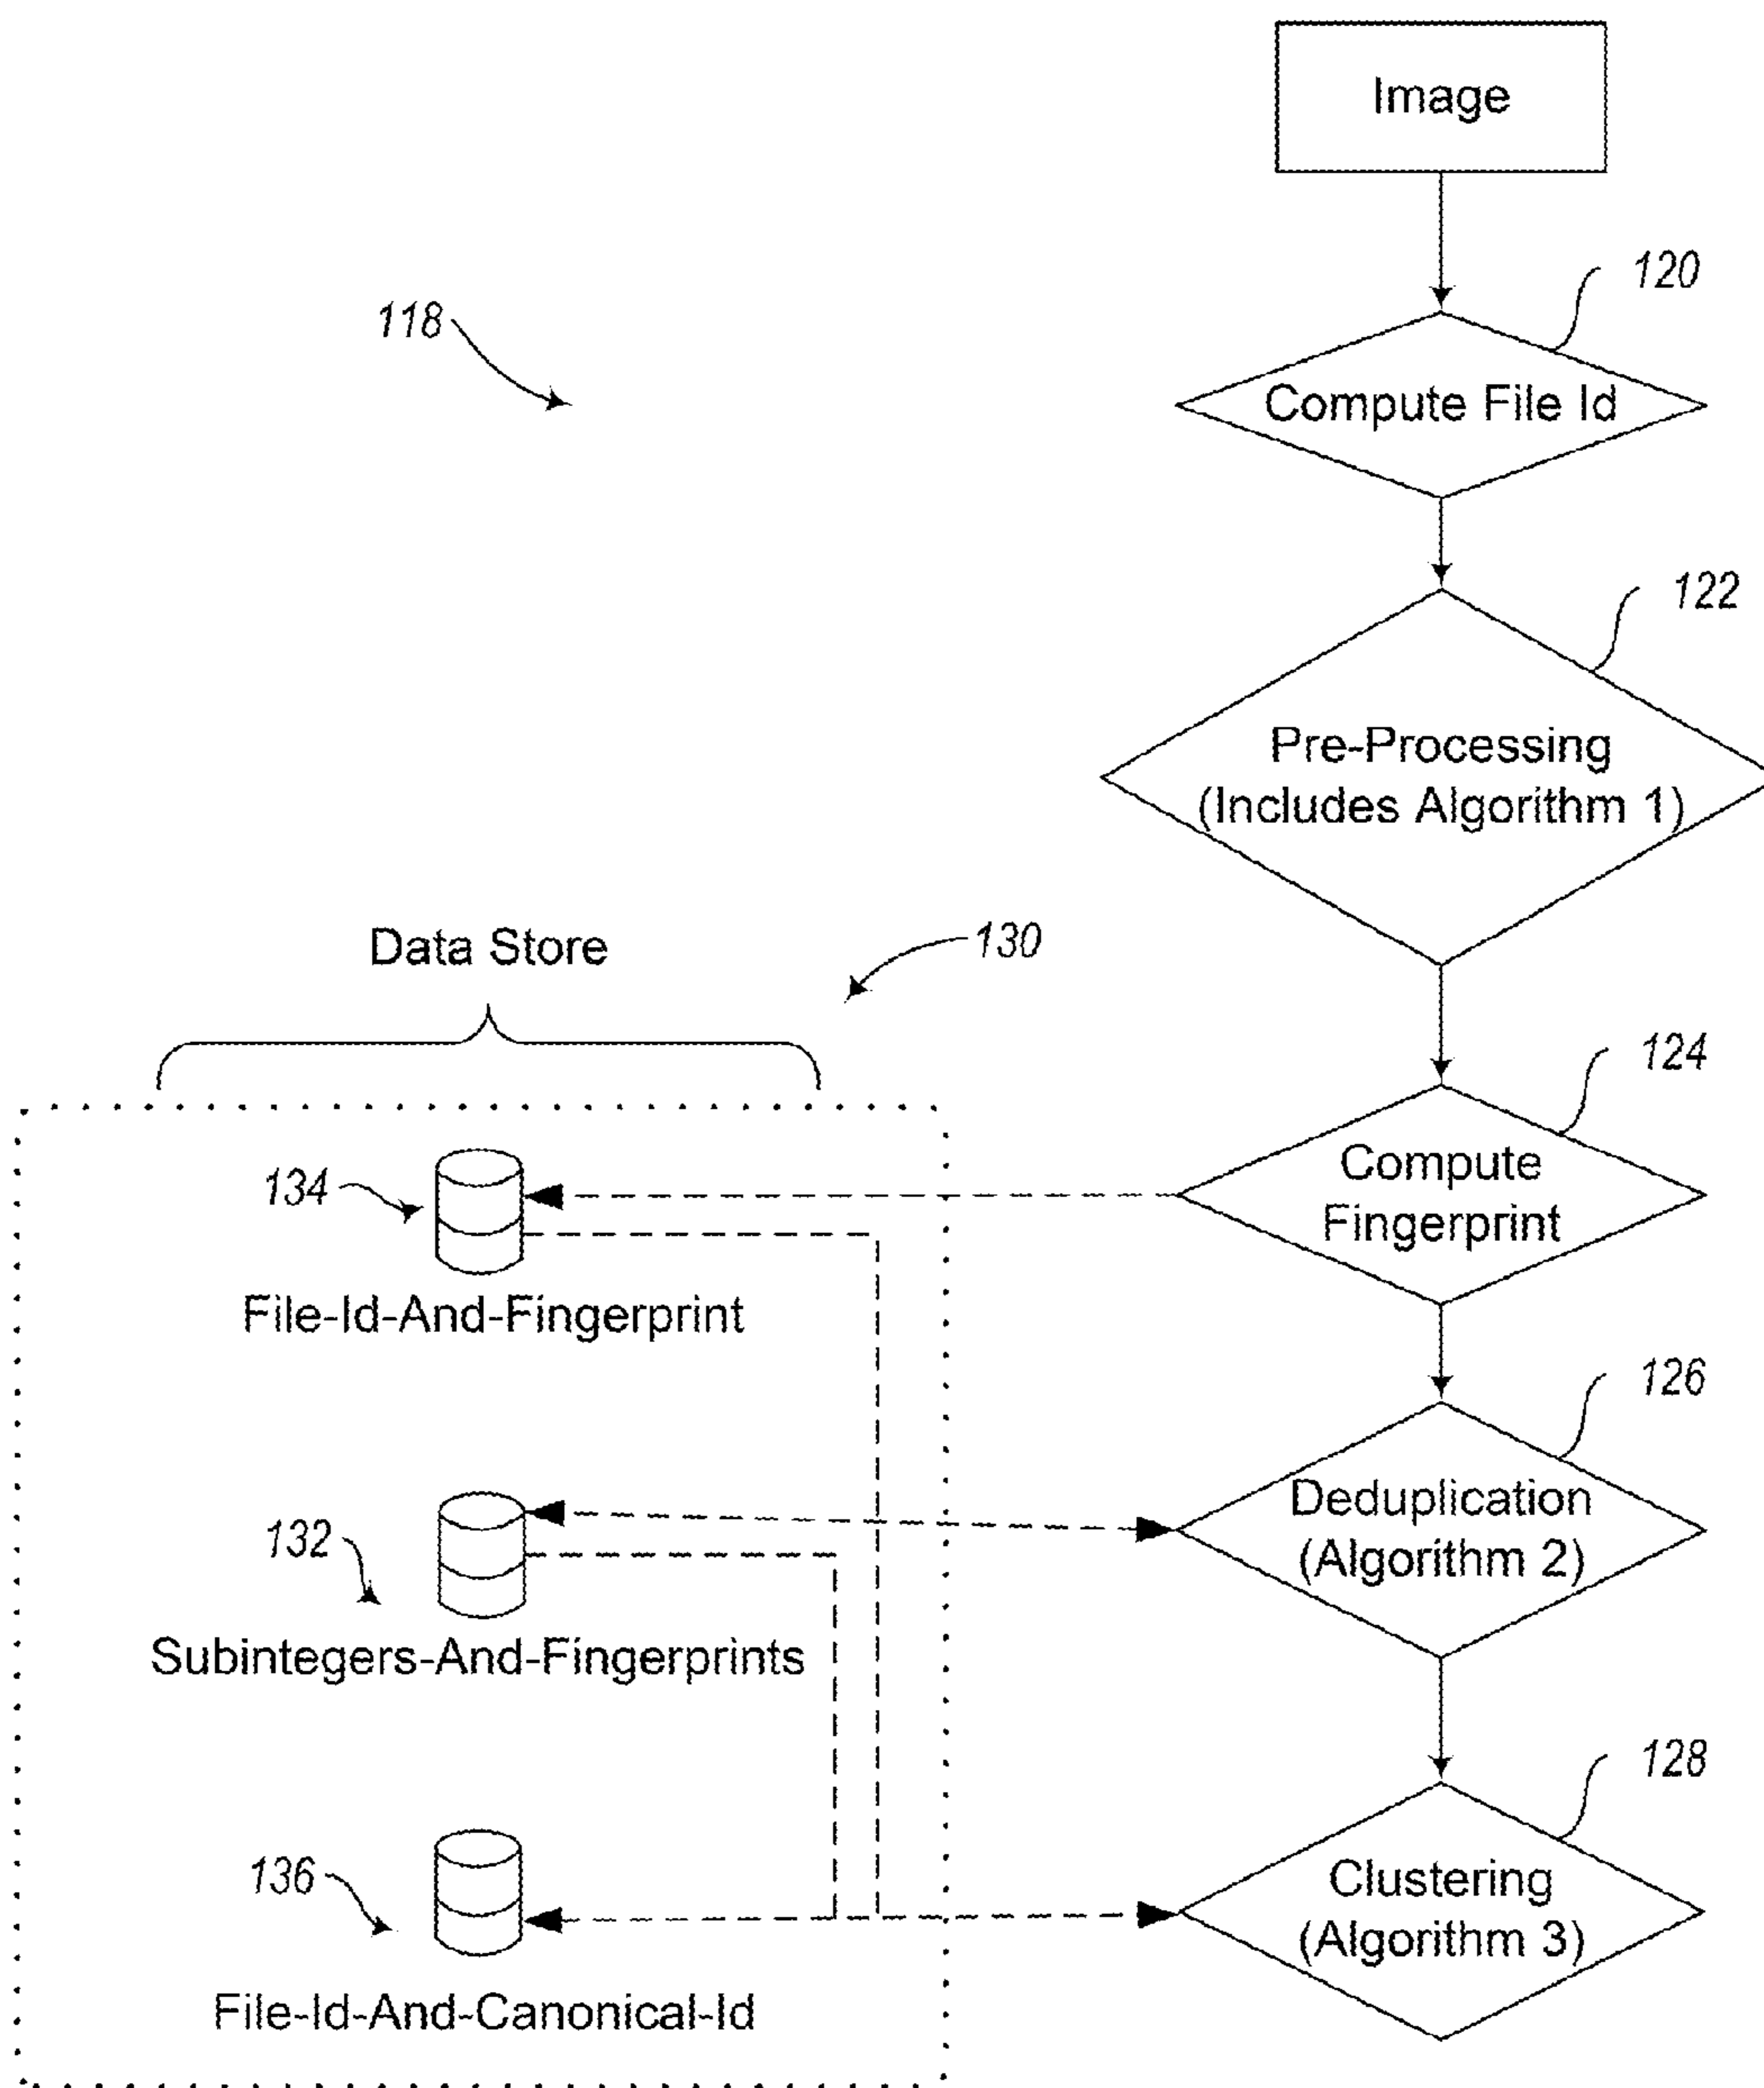 Image
120
118
Compute File Id
122
Pre-Processing
(Includes Algorithm 1)
Data Store
130
124
134
Compute
Fingerprint
File-Id-And-Fingerprint
126
132
Deduplication
(Algorithm 2)
Subintegers-And-Fingerprints
128
136
Clustering
(Algorithm 3)
File-Id-And-Canonical-Id